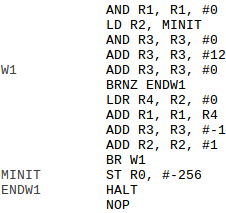 AND R1, R1, #0
LD R2, MINIT
AND R3, R3, #0
ADD R3, R3, #12
W1 ADD R3, R3, #0
BRNZ ENDW1
LDR R4, R2, #0
ADD R1, R1, R4
ADD R3, R3, #-1
ADD R2, R2, #1
BR W1
MINIT ST R0, #-256
ENDW1 HALT
NOP